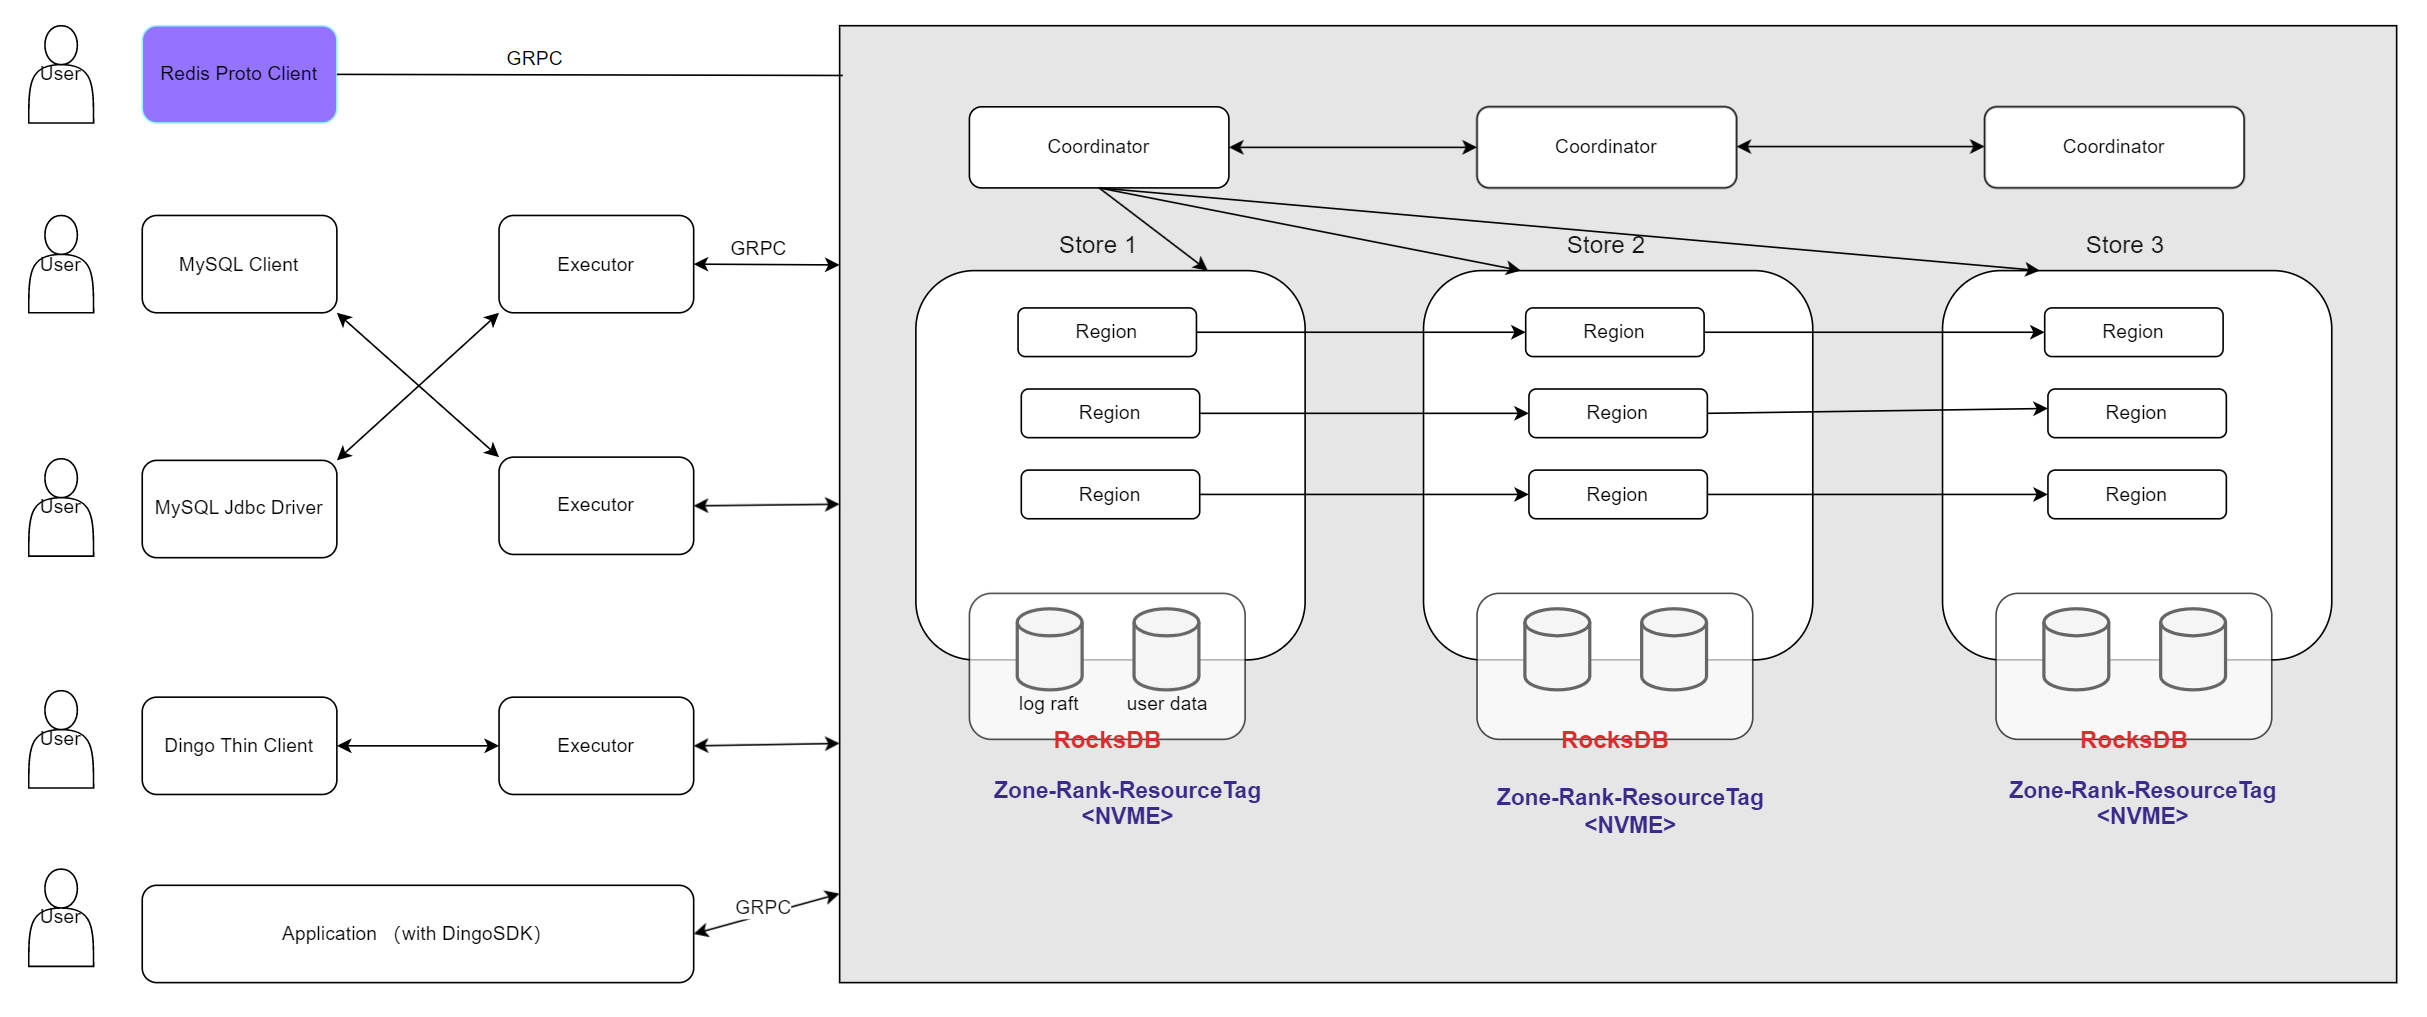 User
Redis Proto Client
GRPC
Coordinator
Coordinator
Coordinator
User
MySQL Client
Executor
GRPC
Store 1
Store 2
Store 3
Region
Region
Region
Region
Region
Region
Region
Region
Region
User
MySQL Jdbc Driver
Executor
log raft
user data
RocksDB
RocksDB
RocksDB
User
Dingo Thin Client
Executor
Zone-Rank-ResourceTag
<NVME>
Zone-Rank-ResourceTag
<NVME>
Zone-Rank-ResourceTag
<NVME>
User
Application （with DingoSDK）
GRPC